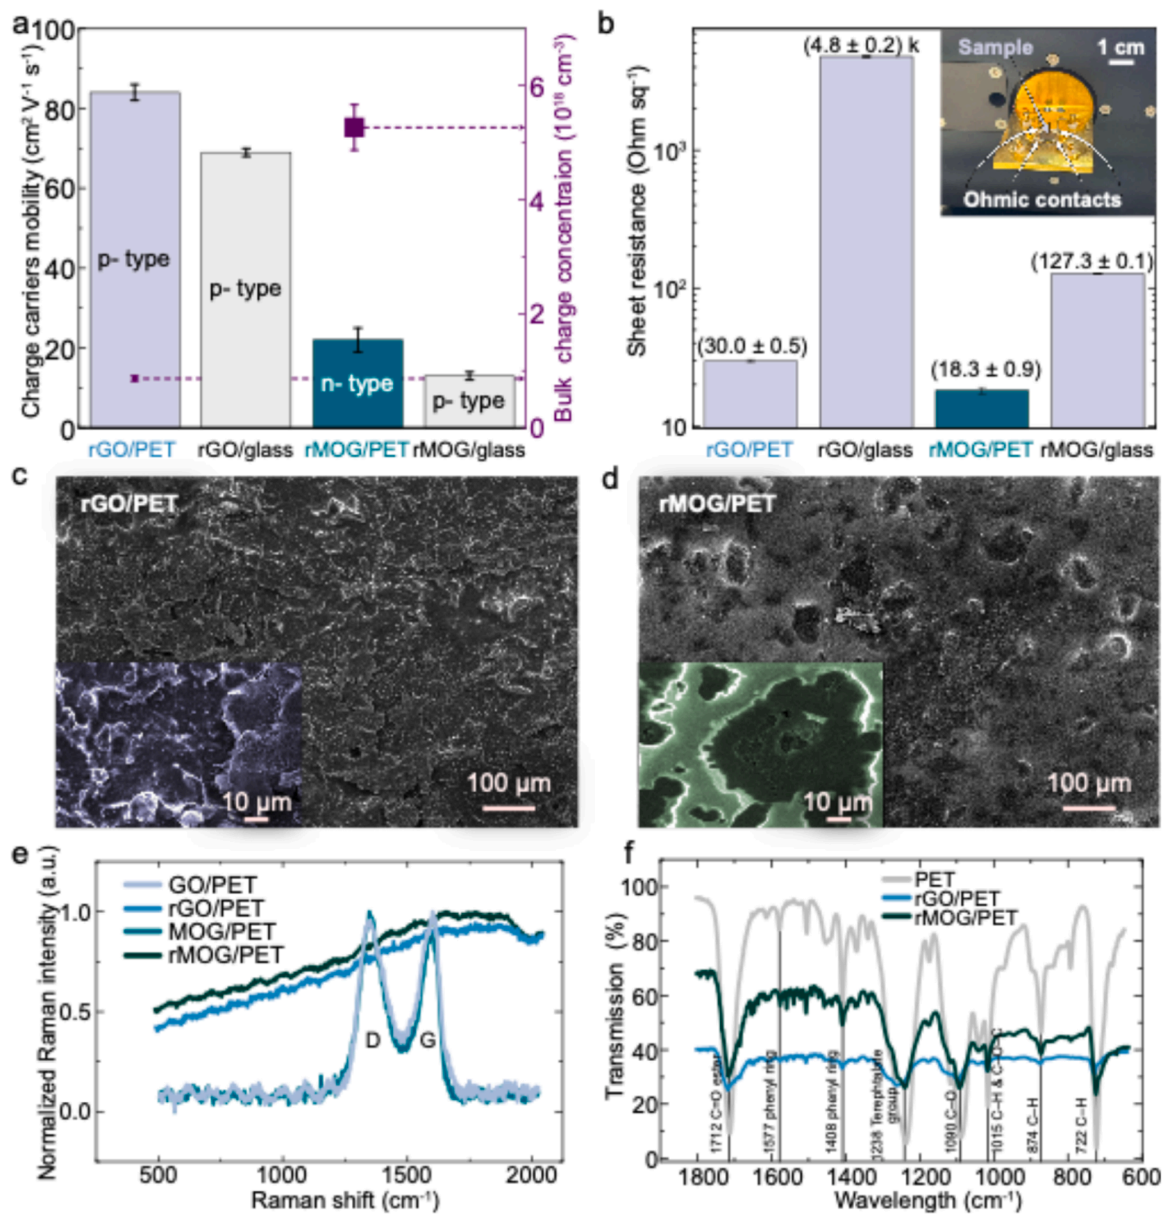 a
Charge carriers mobility (cm² V⁻¹ s⁻¹)
100
80
60
40
20
0
p- type
p- type
n- type
p- type
rGO/PET
rGO/glass
rMOG/PET
rMOG/glass
6
4
2
0
Bulk charge concentraion (10¹⁸ cm⁻³)
b
Sheet resistance (Ohm sq⁻¹)
10³
10²
10
(30.0 ± 0.5)
(4.8 ± 0.2) k
(18.3 ± 0.9)
(127.3 ± 0.1)
Sample
1 cm
Ohmic contacts
rGO/PET
rGO/glass
rMOG/PET
rMOG/glass
c
rGO/PET
10 µm
100 µm
d
rMOG/PET
10 µm
100 µm
e
Normalized Raman intensity (a.u.)
1.0
0.5
0.0
GO/PET
rGO/PET
MOG/PET
rMOG/PET
D
G
500
1000
1500
2000
Raman shift (cm⁻¹)
f
Transmission (%)
100
80
60
40
20
0
PET
rGO/PET
rMOG/PET
1712 C=O ester
1577 phenyl ring
1408 phenyl ring
1238 Terephtalate
group
1090 C–O
1015 C–H &
874 C–H
722 C–H
1800
1600
1400
1200
1000
800
600
Wavelength (cm⁻¹)